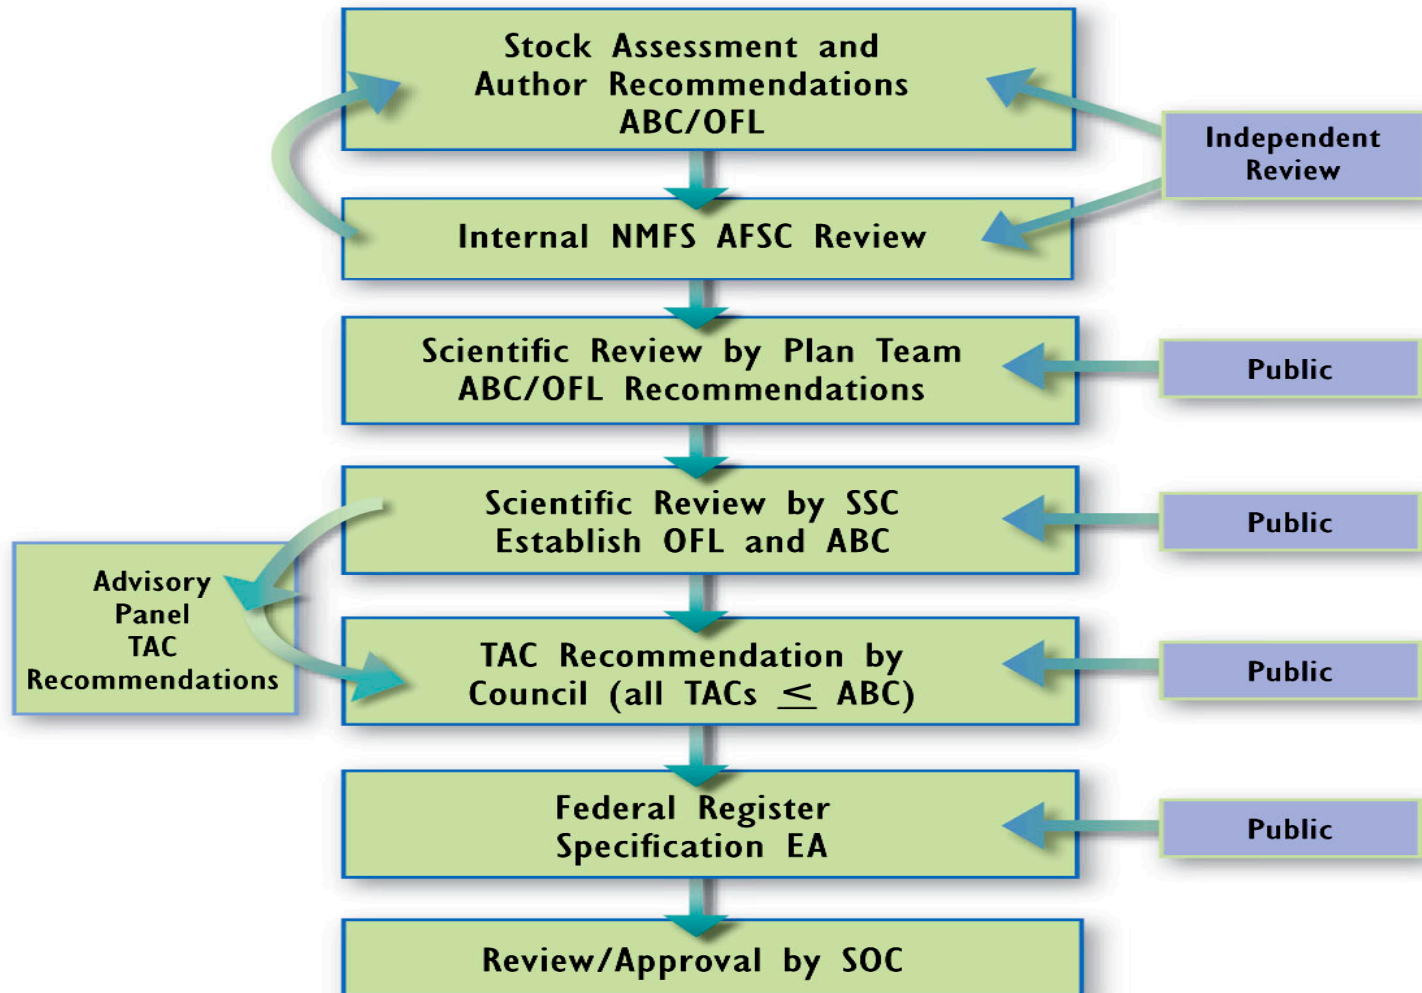 Stock Assessment and
Author Recommendations
ABC/OFL
Independent
Review
Internal NMFS AFSC Review
Scientific Review by Plan Team
ABC/OFL Recommendations
Public
Scientific Review by SSC
Establish OFL and ABC
Public
Advisory
Panel
TAC
Recommendations
TAC Recommendation by
Council (all TACs ≤ ABC)
Public
Federal Register
Specification EA
Public
Review/Approval by SOC